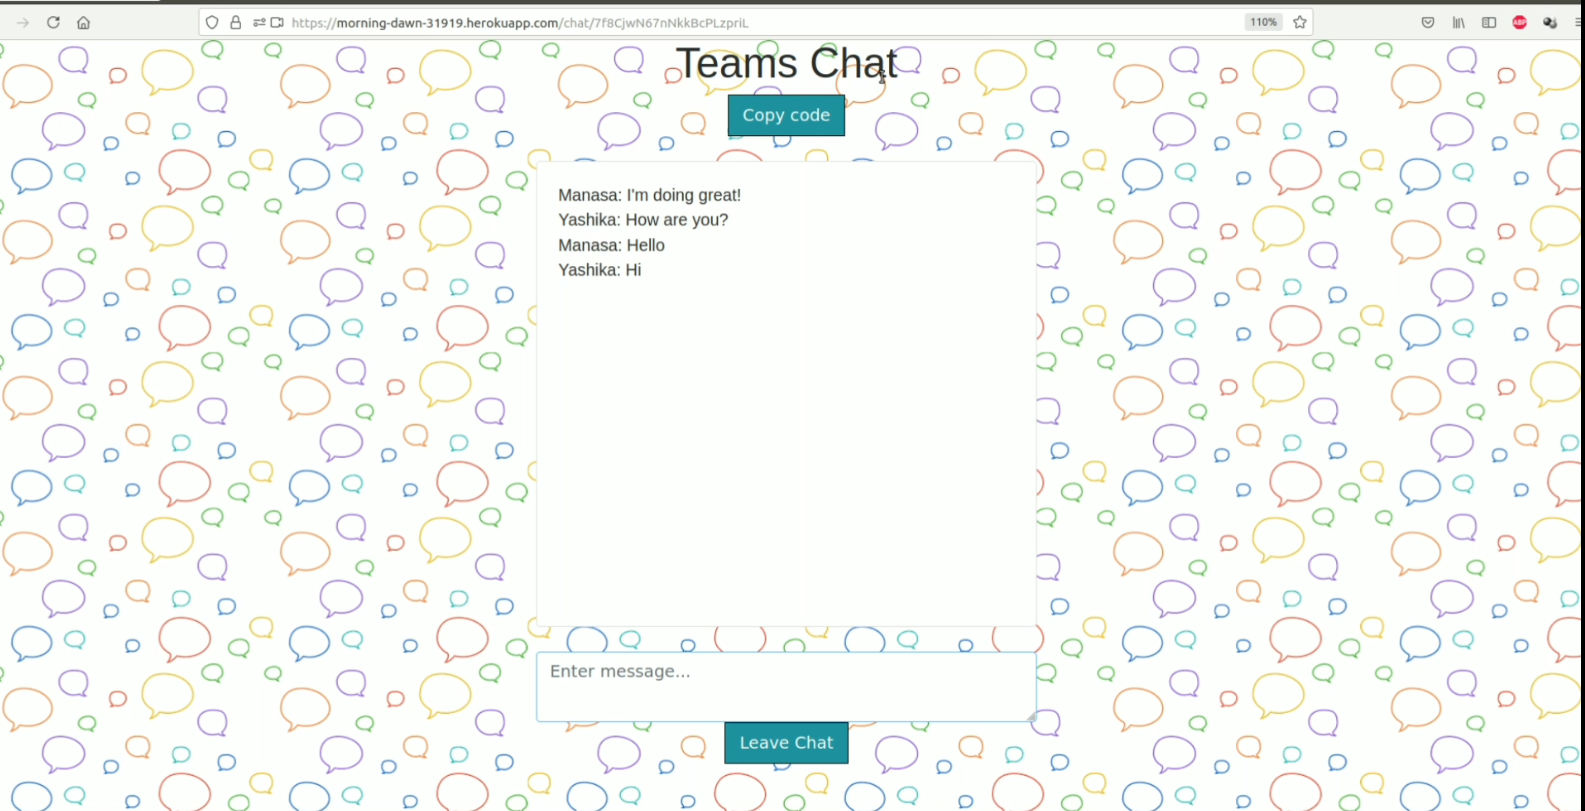 https://morning-dawn-31919.herokuapp.com/chat/7f8CjwN67nNkkBcPLzpriL
110%
ABP
Teams Chat
Copy code
Manasa: I'm doing great!
Yashika: How are you?
Manasa: Hello
Yashika: Hi
Enter message...
Leave Chat